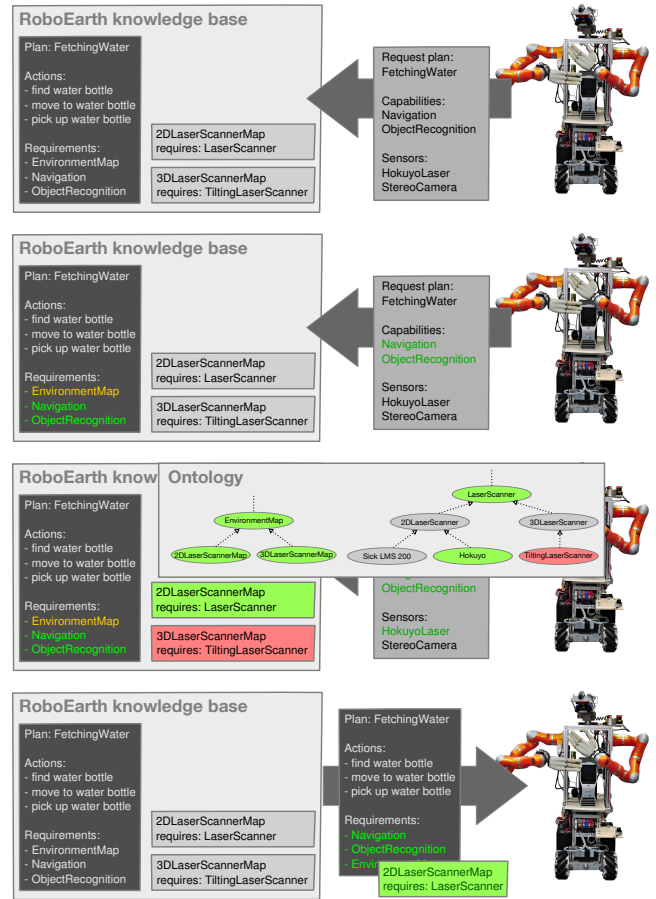 RoboEarth knowledge base
Plan: FetchingWater
Actions:
- find water bottle
- move to water bottle
- pick up water bottle
Requirements:
- EnvironmentMap
- Navigation
- ObjectRecognition
2DLaserScannerMap
requires: LaserScanner
3DLaserScannerMap
requires: TiltingLaserScanner
Request plan:
FetchingWater
Capabilities:
Navigation
ObjectRecognition
Sensors:
HokuyoLaser
StereoCamera
RoboEarth knowledge base
Plan: FetchingWater
Actions:
- find water bottle
- move to water bottle
- pick up water bottle
Requirements:
- EnvironmentMap
- Navigation
- ObjectRecognition
2DLaserScannerMap
requires: LaserScanner
3DLaserScannerMap
requires: TiltingLaserScanner
Request plan:
FetchingWater
Capabilities:
Navigation
ObjectRecognition
Sensors:
HokuyoLaser
StereoCamera
RoboEarth know
Plan: FetchingWater
Actions:
- find water bottle
- move to water bottle
- pick up water bottle
Requirements:
- EnvironmentMap
- Navigation
- ObjectRecognition
Ontology
LaserScanner
EnvironmentMap
2DLaserScanner
3DLaserScanner
2DLaserScannerMap
3DLaserScannerMap
Sick LMS 200
Hokuyo
TiltingLaserScanner
2DLaserScannerMap
requires: LaserScanner
3DLaserScannerMap
requires: TiltingLaserScanner
ObjectRecognition
Sensors:
HokuyoLaser
StereoCamera
RoboEarth knowledge base
Plan: FetchingWater
Actions:
- find water bottle
- move to water bottle
- pick up water bottle
Requirements:
- EnvironmentMap
- Navigation
- ObjectRecognition
2DLaserScannerMap
requires: LaserScanner
3DLaserScannerMap
requires: TiltingLaserScanner
Plan: FetchingWater
Actions:
- find water bottle
- move to water bottle
- pick up water bottle
Requirements:
- Navigation
- ObjectRecognition
2DLaserScannerMap
requires: LaserScanner